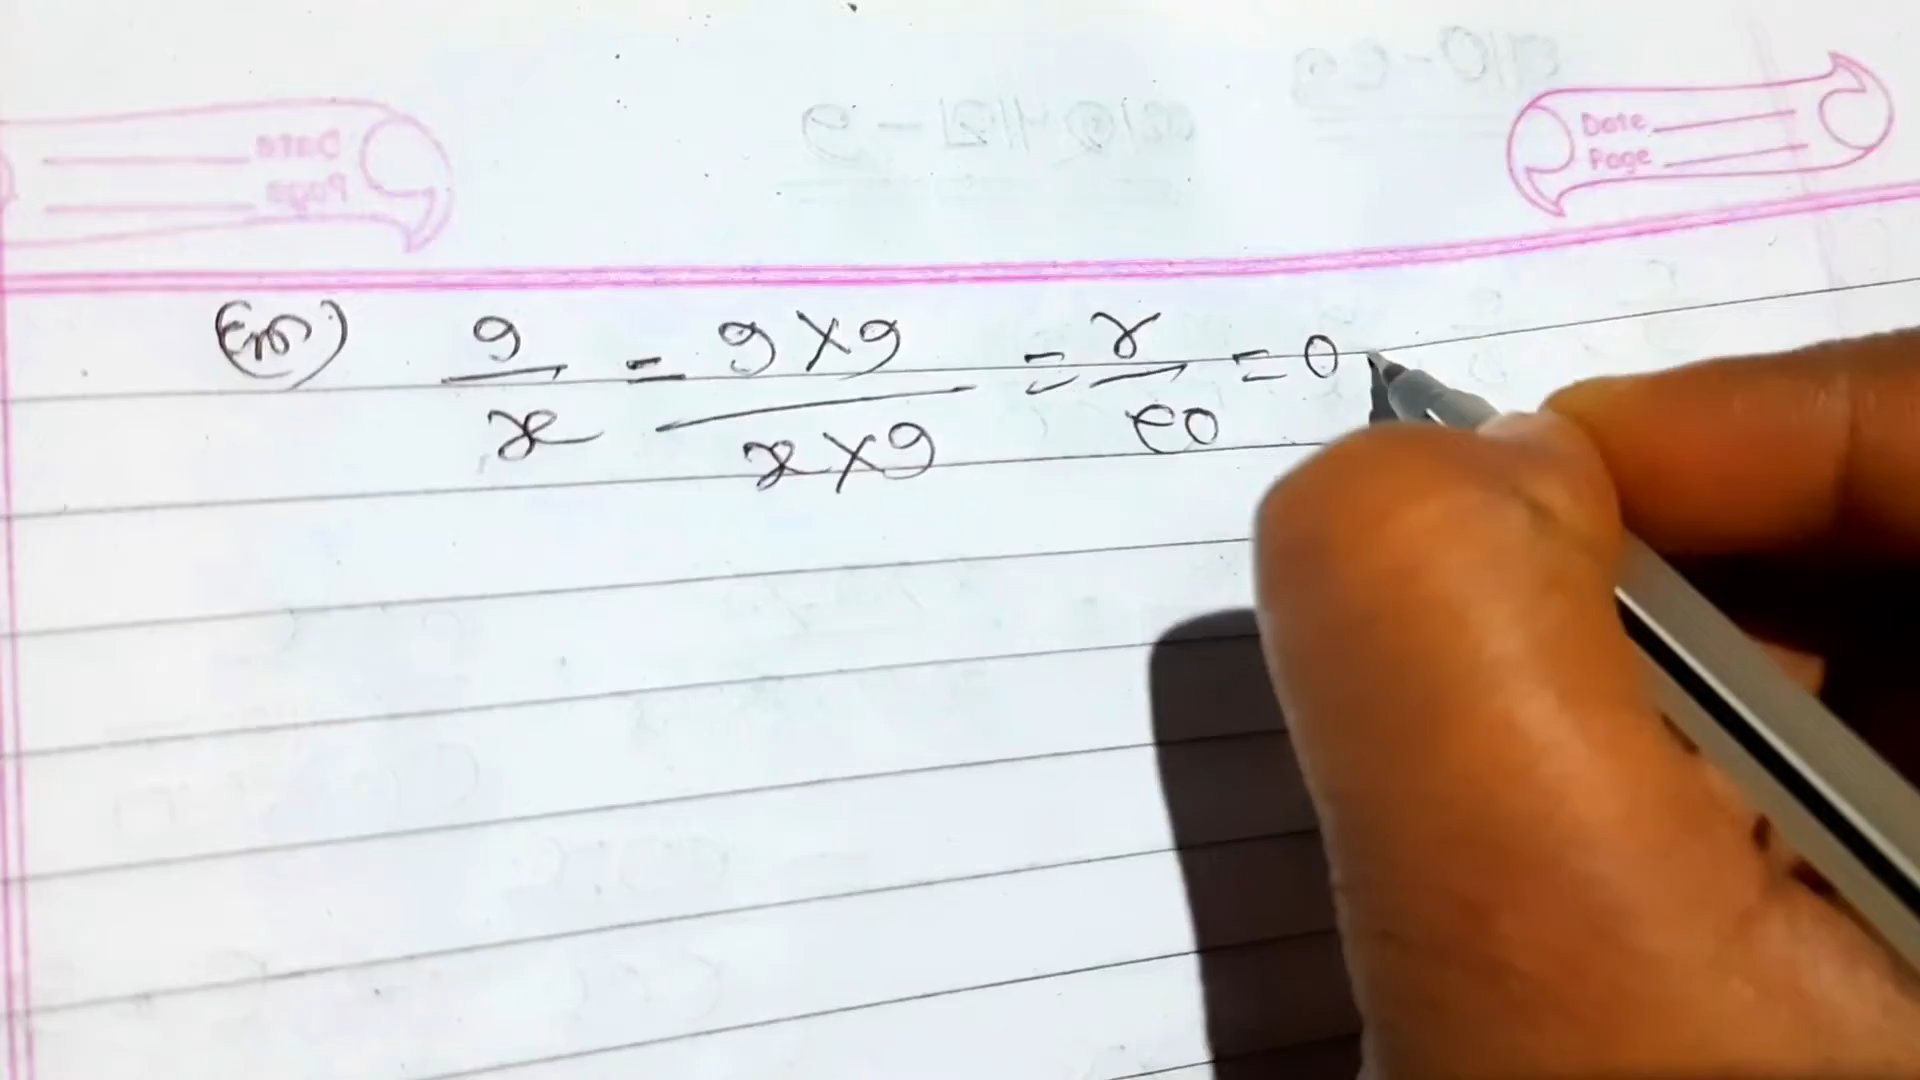 Date
Page
୨/୫ = ୨×୨/୫×୨ = ୪/୧୦ = ୦